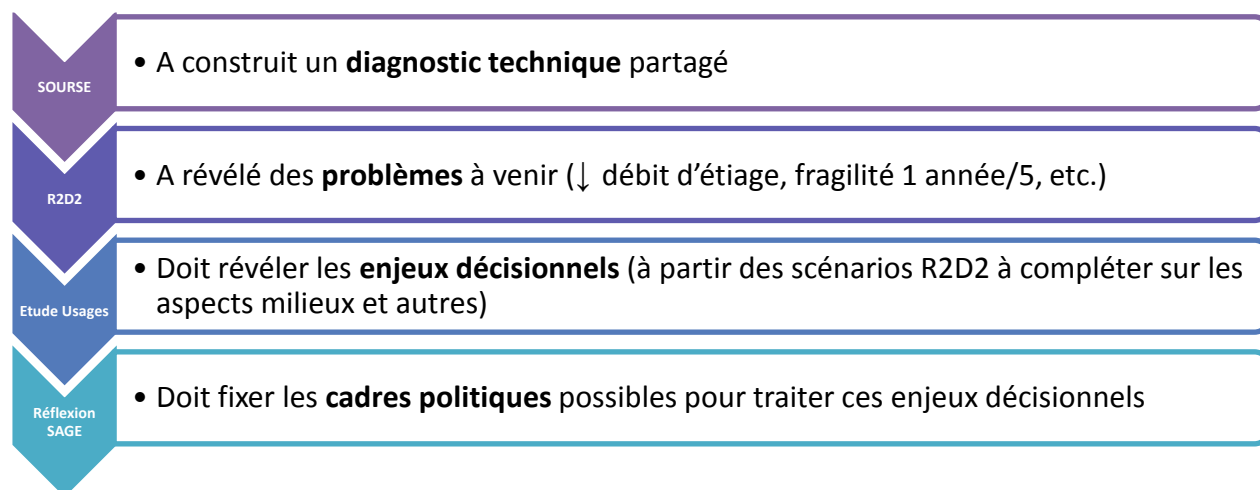 SOURSE
• A construit un diagnostic technique partagé
R2D2
• A révélé des problèmes à venir (↓ débit d’étiage, fragilité 1 année/5, etc.)
Etude Usages
• Doit révéler les enjeux décisionnels (à partir des scénarios R2D2 à compléter sur les
aspects milieux et autres)
Réflexion
SAGE
• Doit fixer les cadres politiques possibles pour traiter ces enjeux décisionnels